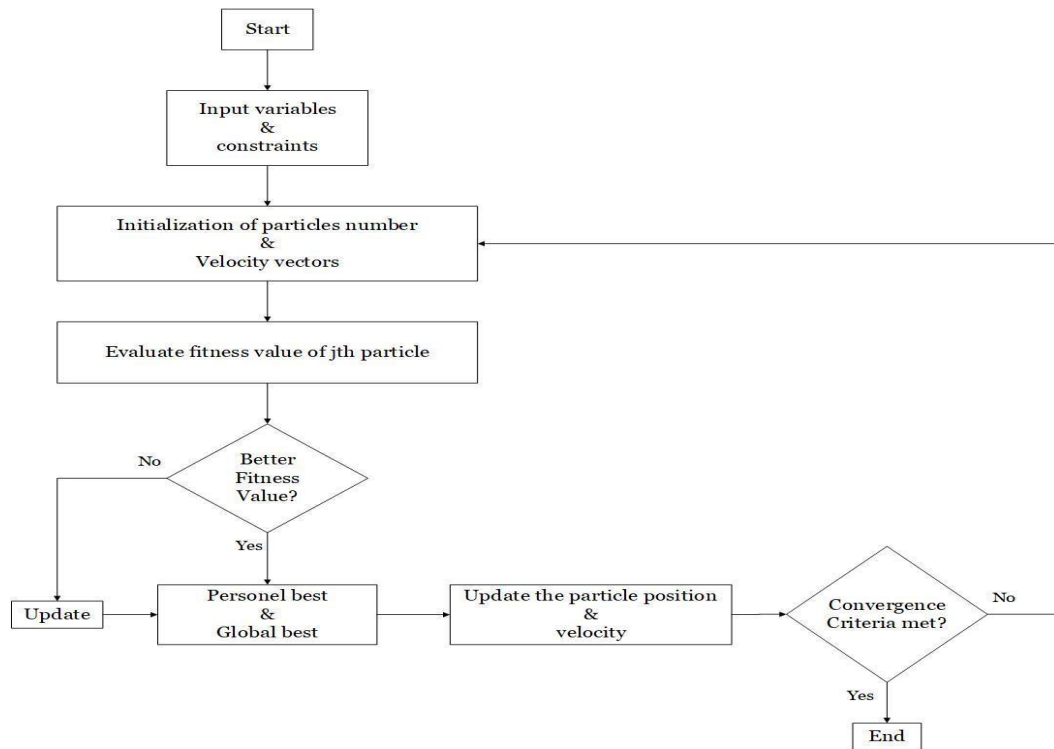 Start
Input variables
&
constraints
Initialization of particles number
&
Velocity vectors
Evaluate fitness value of jth particle
Better
Fitness
Value?
No
Yes
Update
Personel best
&
Global best
Update the particle position
&
velocity
Convergence
Criteria met?
No
Yes
End